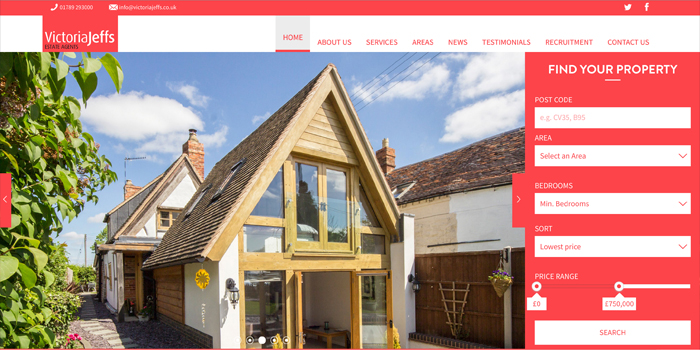 01789 293000 info@victoriajeffs.co.uk
VictoriaJeffs
ESTATE AGENTS
HOME ABOUT US SERVICES AREAS NEWS TESTIMONIALS RECRUITMENT CONTACT US
FIND YOUR PROPERTY
POST CODE
e.g. CV35, B95
AREA
Select an Area
BEDROOMS
Min. Bedrooms
SORT
Lowest price
PRICE RANGE
£0 £750,000
SEARCH